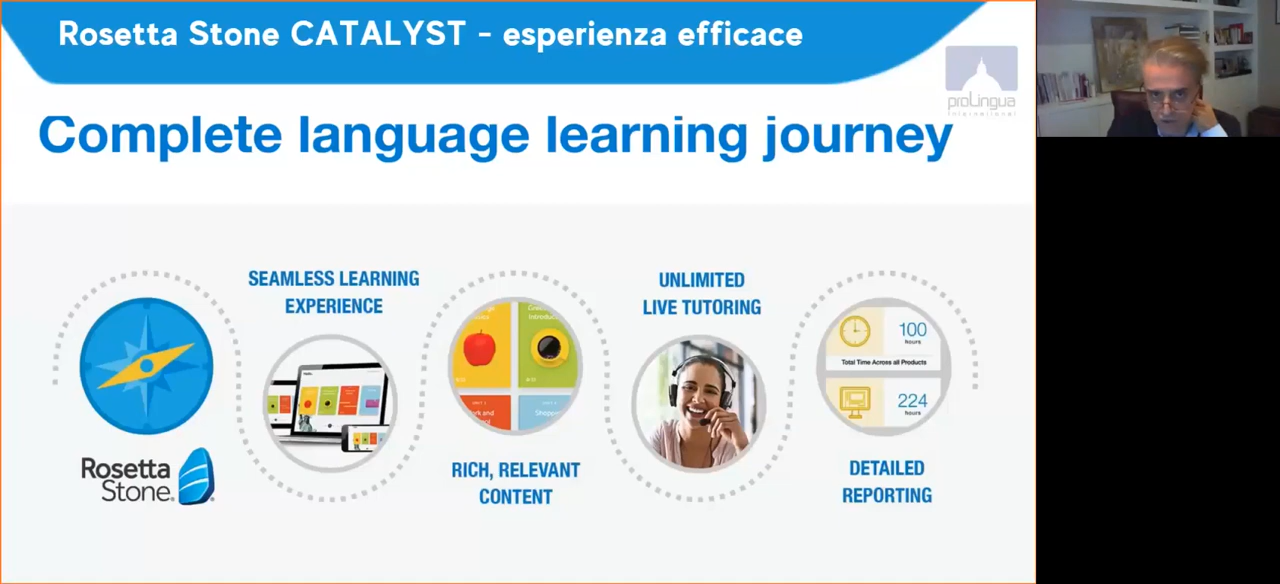 Rosetta Stone CATALYST - esperienza efficace
proLingua
international
Complete language learning journey
SEAMLESS LEARNING
EXPERIENCE
UNLIMITED
LIVE TUTORING
100
hours
Total Time Across all Products
224
hours
Rosetta
Stone
RICH, RELEVANT
CONTENT
DETAILED
REPORTING